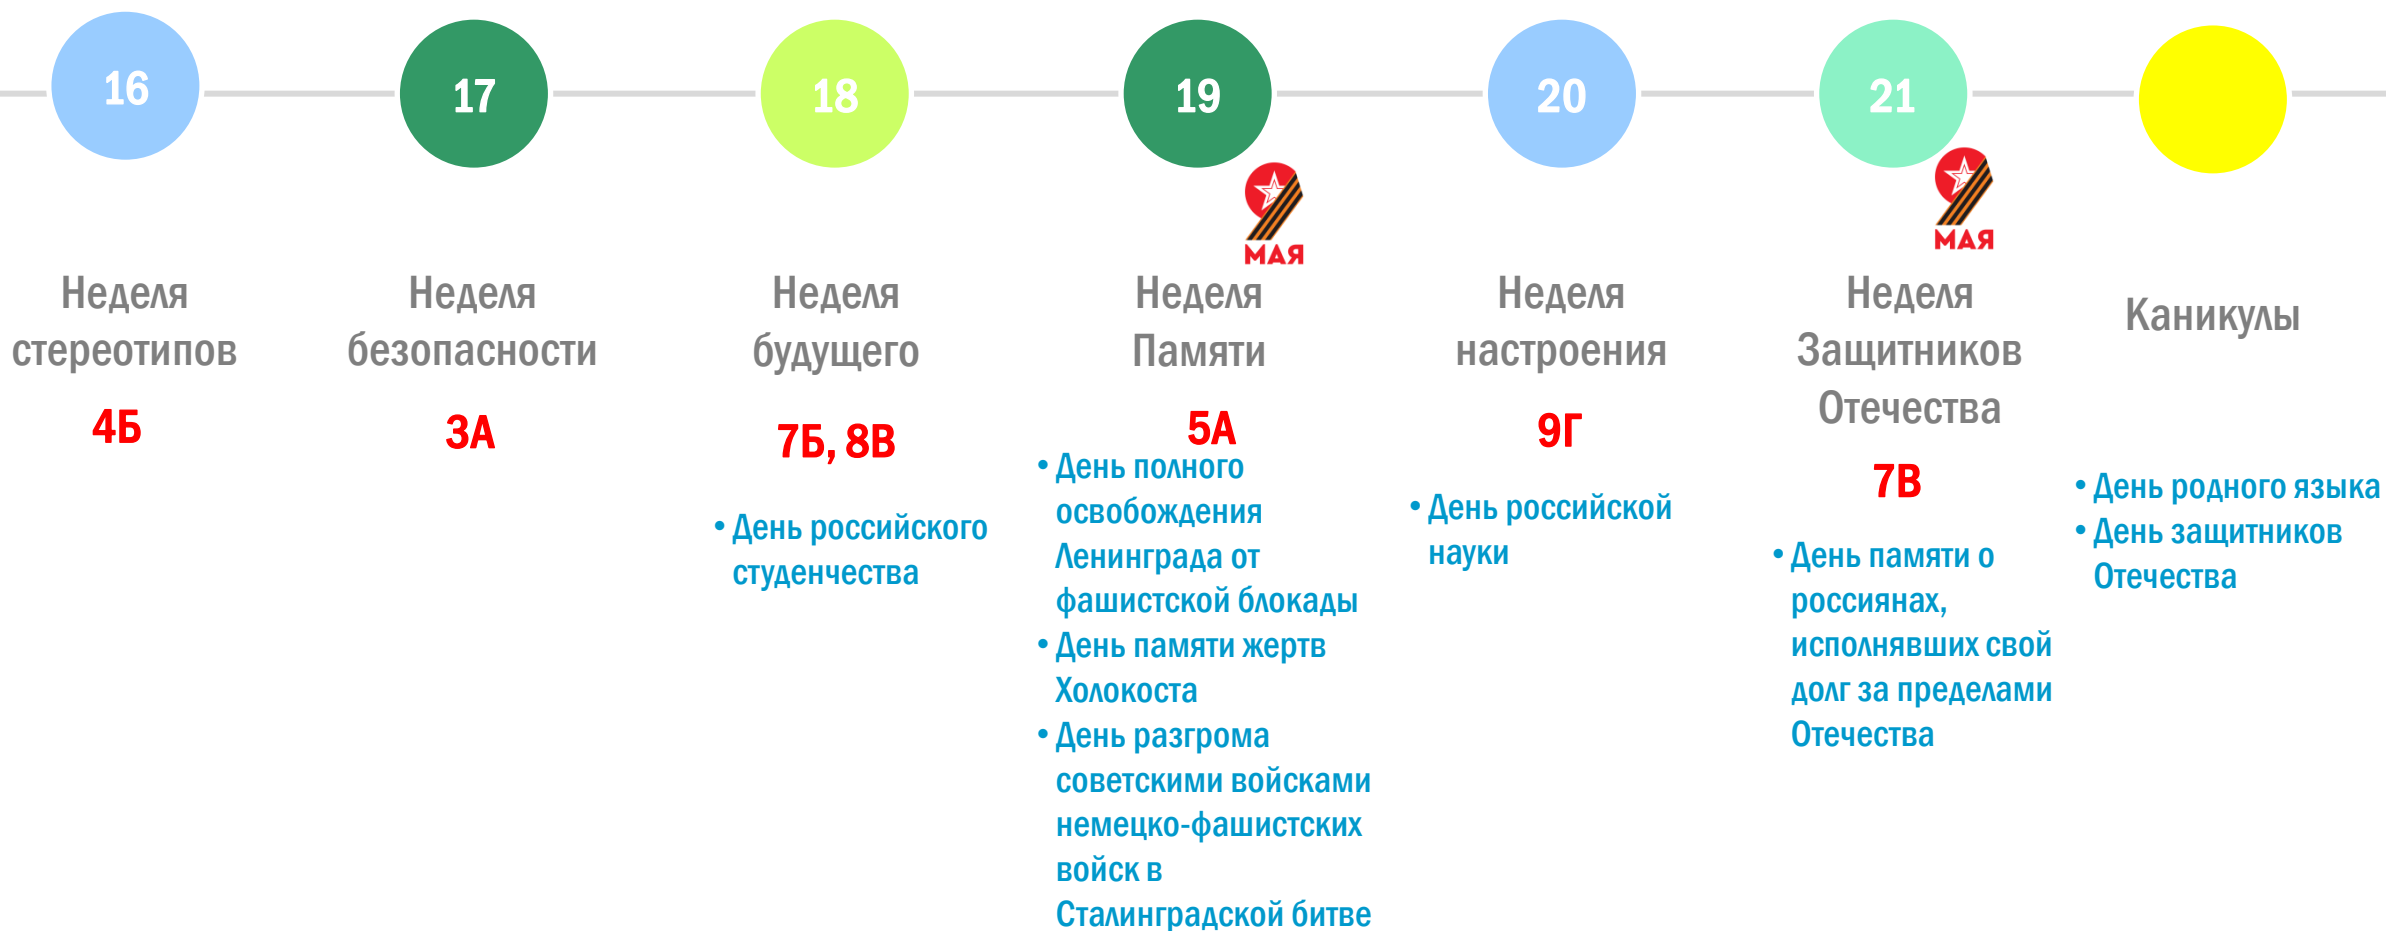 16
Неделя
стереотипов
4Б
17
Неделя
безопасности
3А
18
Неделя
будущего
7Б, 8В
• День российского
студенчества
19
МАЯ
Неделя
Памяти
5А
• День полного
освобождения
Ленинграда от
фашистской блокады
• День памяти жертв
Холокоста
• День разгрома
советскими войсками
немецко-фашистских
войск в
Сталинградской битве
20
Неделя
настроения
9Г
• День российской
науки
21
МАЯ
Неделя
Защитников
Отечества
7В
• День памяти о
россиянах,
исполнявших свой
долг за пределами
Отечества
Каникулы
• День родного языка
• День защитников
Отечества